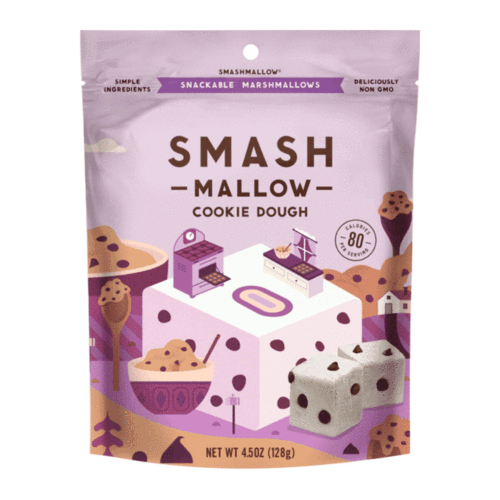 SMASHMALLOW®
SIMPLE
INGREDIENTS
SNACKABLE MARSHMALLOWS
DELICIOUSLY
NON GMO
SMASH
—MALLOW—
COOKIE DOUGH
CALORIES
80
PER SERVING
NET WT 4.5OZ (128g)